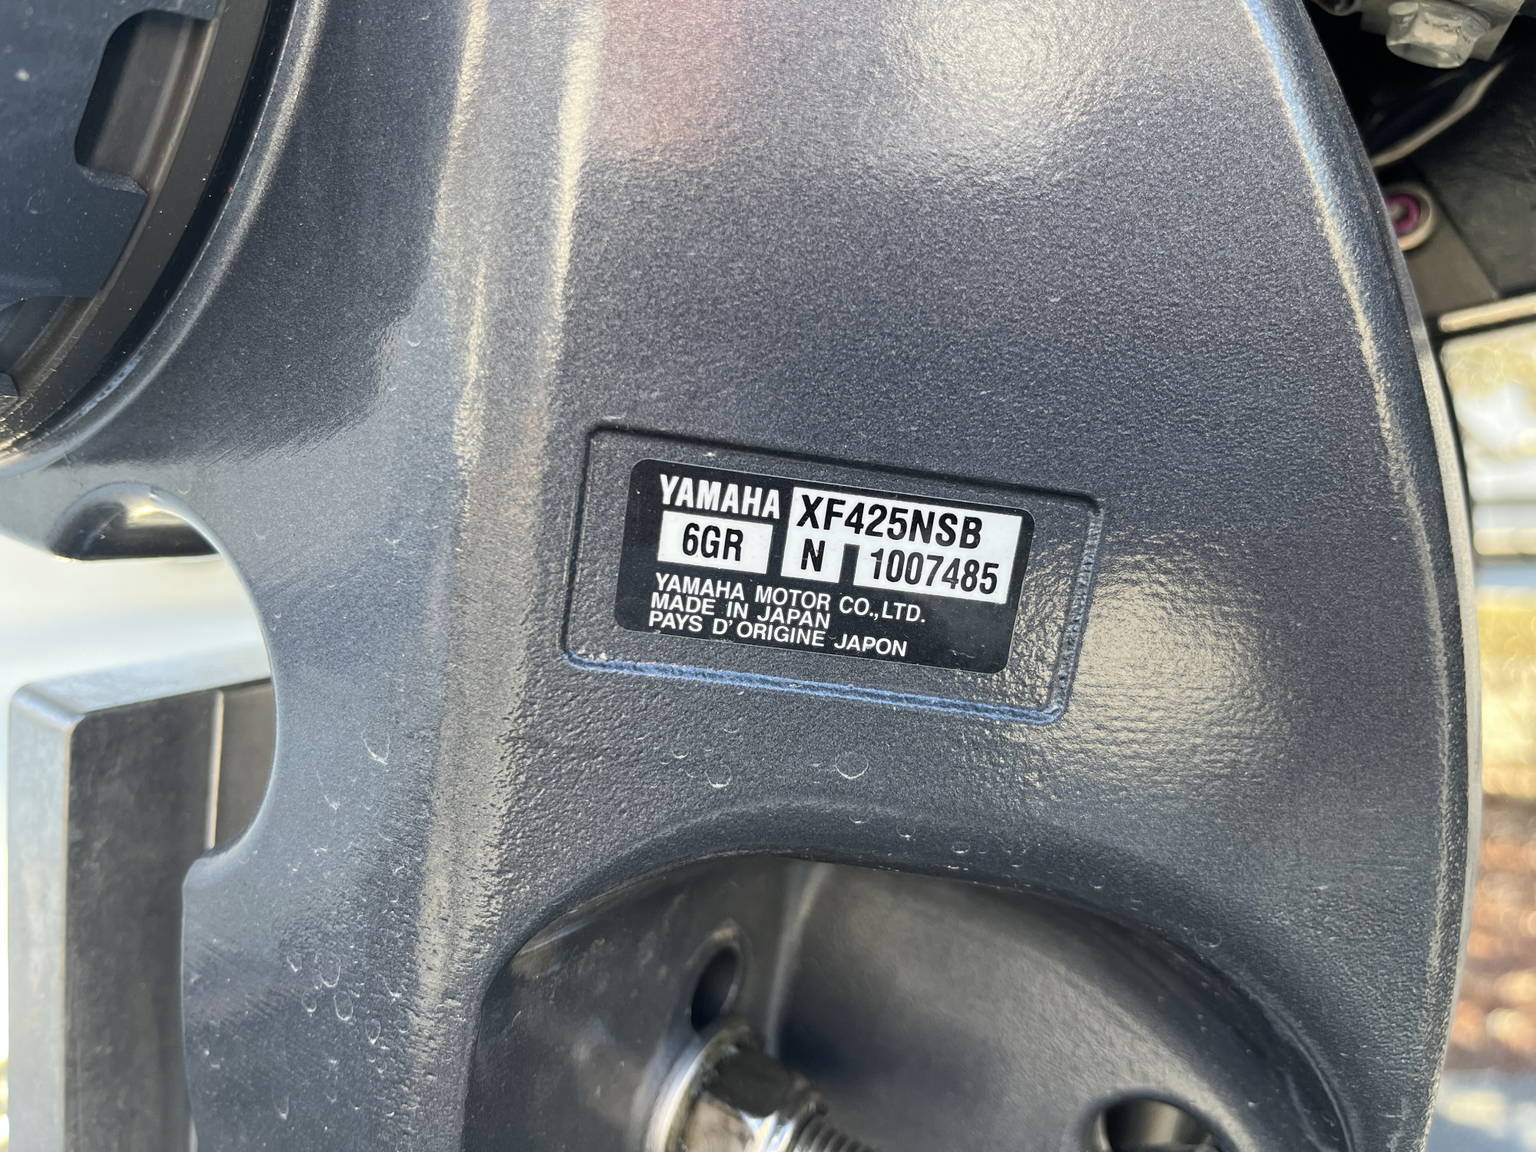 YAMAHA XF425NSB
6GR N 1007485
YAMAHA MOTOR CO.,LTD.
MADE IN JAPAN
PAYS D'ORIGINE JAPON